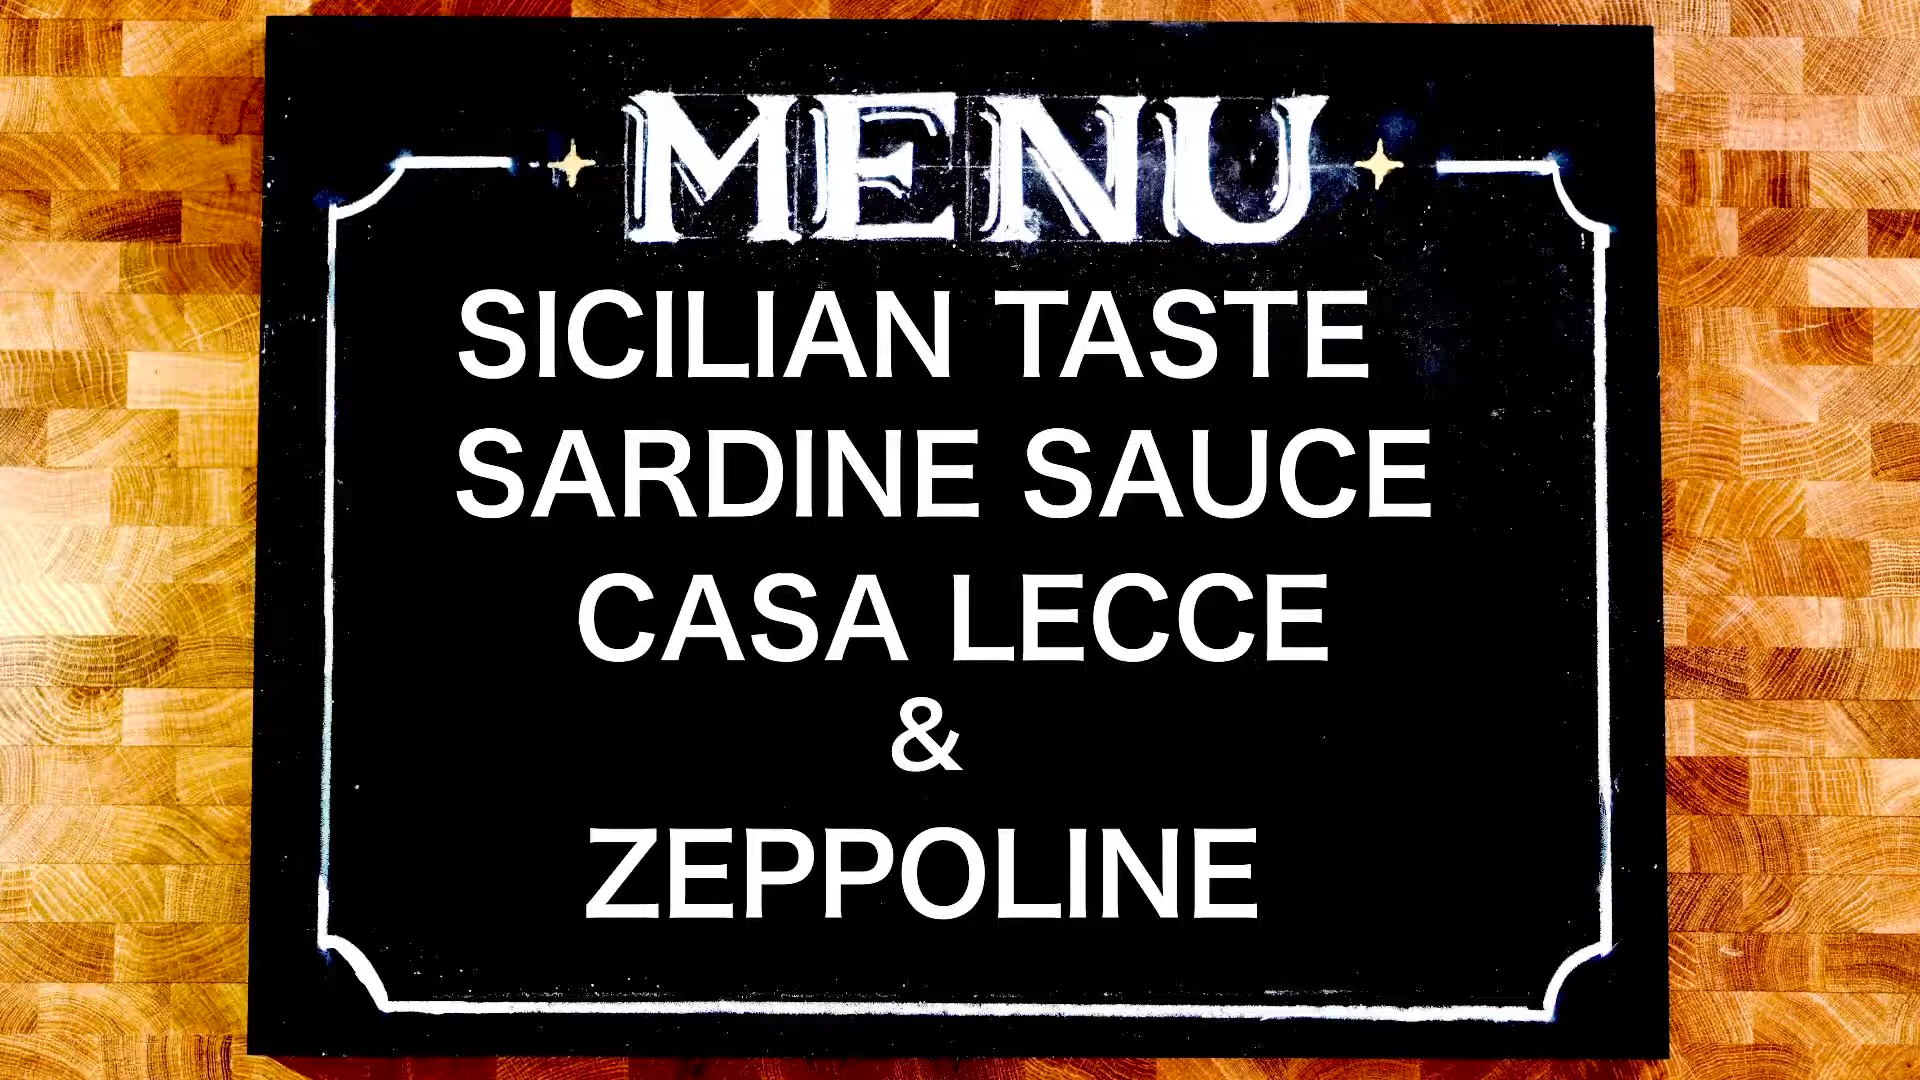 MENU
SICILIAN TASTE
SARDINE SAUCE
CASA LECCE
&
ZEPPOLINE